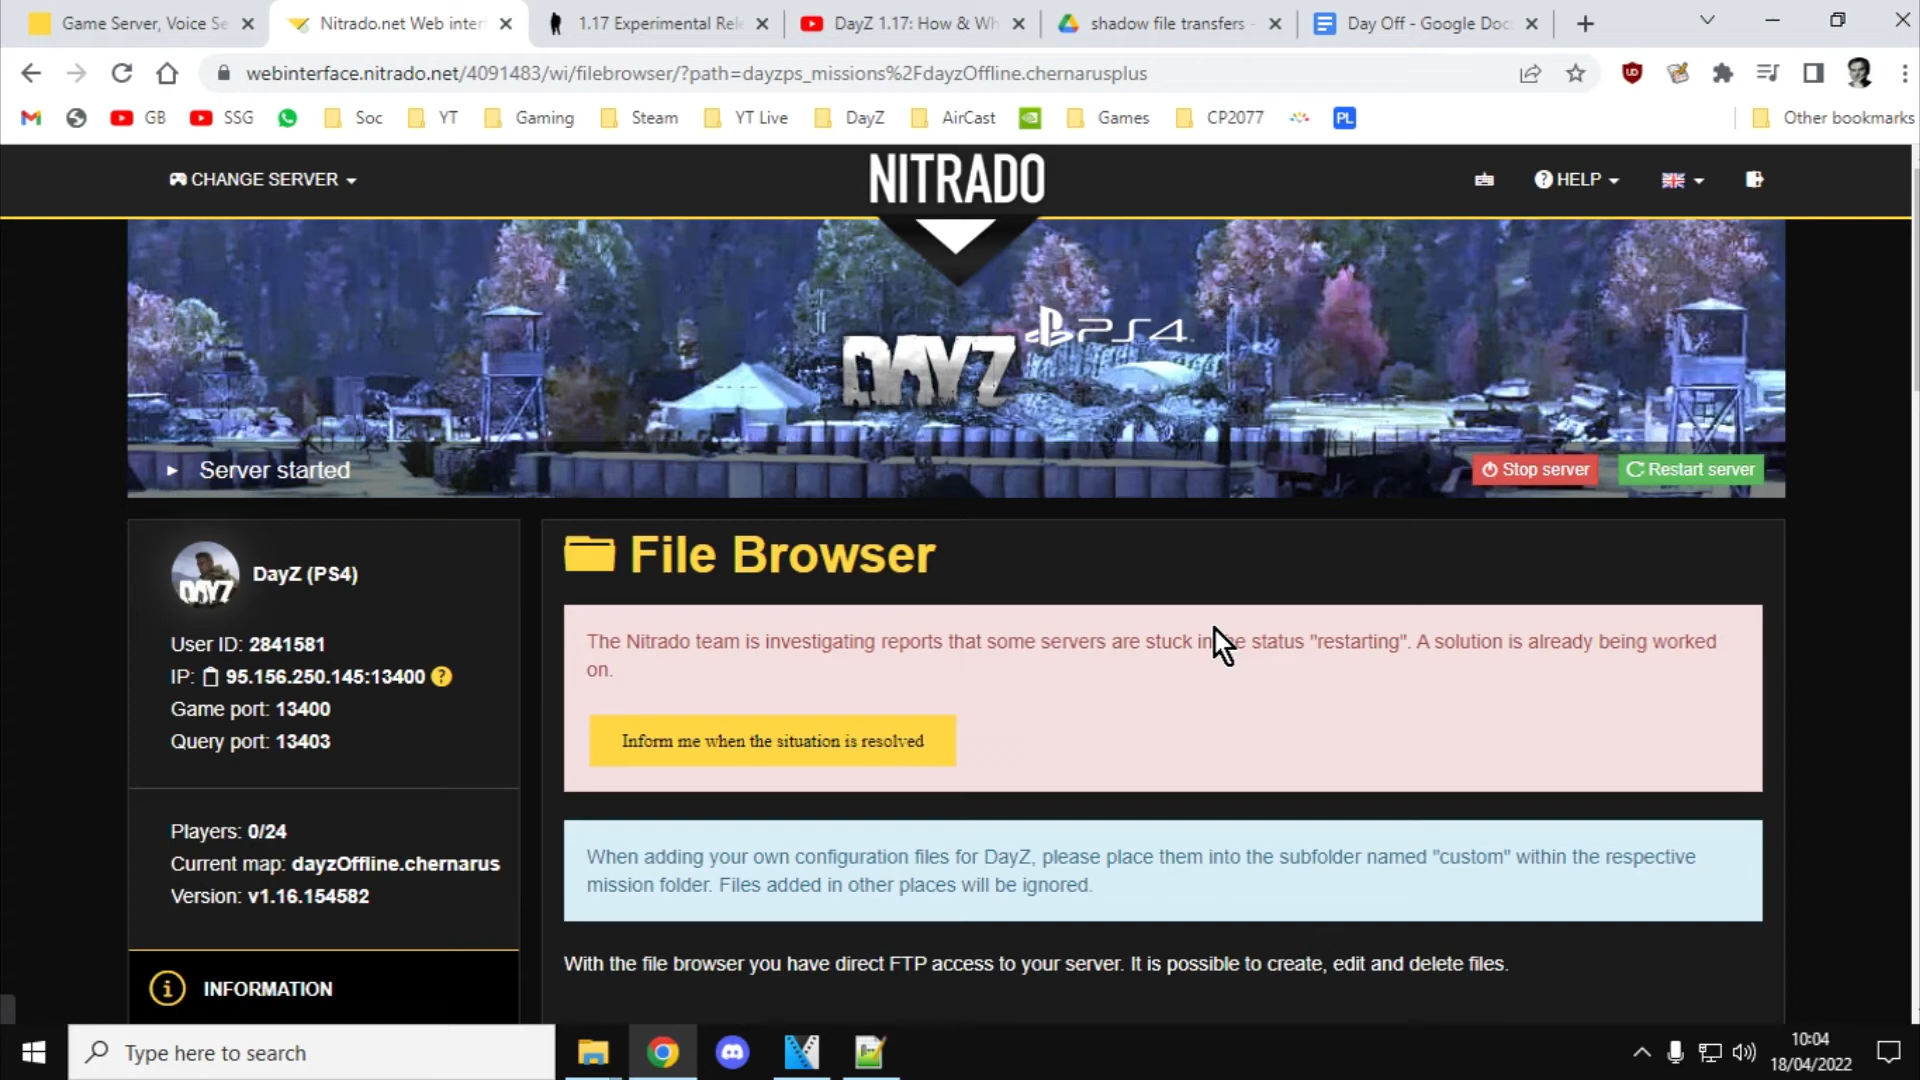 Game Server, Voice Se
Nitrado.net Web inter
1.17 Experimental Rele
DayZ 1.17: How & Wh
shadow file transfers -
Day Off - Google Doc
webinterface.nitrado.net/4091483/wi/filebrowser/?path=dayzps_missions%2FdayzOffline.chernarusplus
GB
SSG
Soc
YT
Gaming
Steam
YT Live
DayZ
AirCast
Games
CP2077
PL
Other bookmarks
CHANGE SERVER
NITRADO
HELP
DAYZ
PS4
Server started
Stop server
Restart server
DAYZ
DayZ (PS4)
User ID: 2841581
IP: 95.156.250.145:13400 ?
Game port: 13400
Query port: 13403
Players: 0/24
Current map: dayzOffline.chernarus
Version: v1.16.154582
INFORMATION
File Browser
The Nitrado team is investigating reports that some servers are stuck in the status "restarting". A solution is already being worked
on.
Inform me when the situation is resolved
When adding your own configuration files for DayZ, please place them into the subfolder named "custom" within the respective
mission folder. Files added in other places will be ignored.
With the file browser you have direct FTP access to your server. It is possible to create, edit and delete files.
Type here to search
10:04
18/04/2022